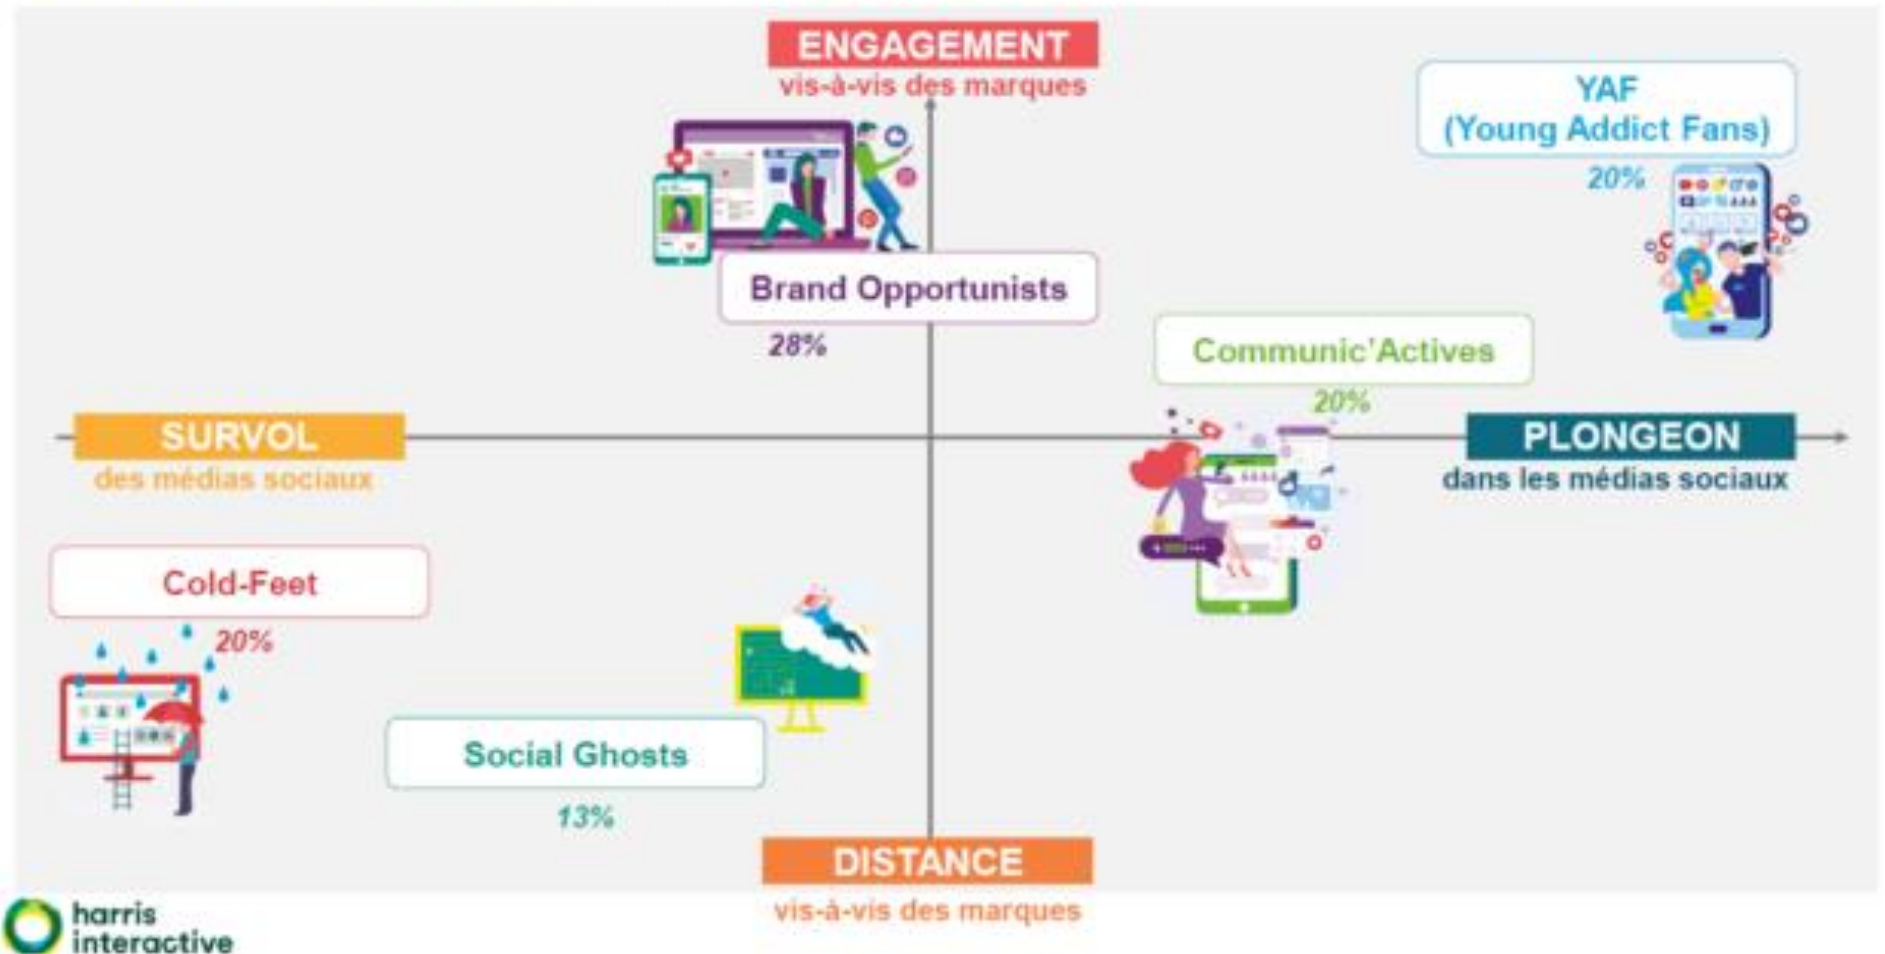 ENGAGEMENT
vis-à-vis des marques
YAF
(Young Addict Fans)
20%
Brand Opportunists
28%
Communic'Actives
20%
SURVOL
des médias sociaux
PLONGEON
dans les médias sociaux
Cold-Feet
20%
Social Ghosts
13%
DISTANCE
vis-à-vis des marques
harris
interactive